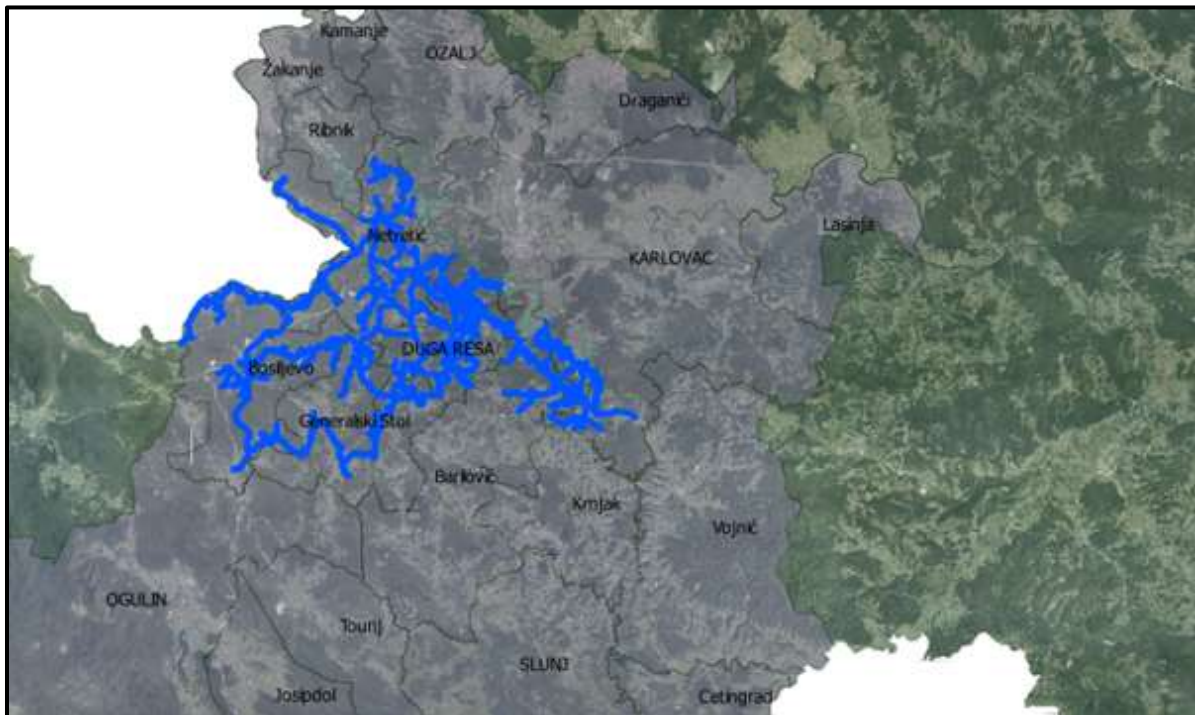 Kamanje
OZALJ
Žakanje
Draganići
Ribnik
Lasinja
Netretić
KARLOVAC
DUGA RESA
Bosiljevo
Generalski Stol
Barilović
Krnjak
Vojnić
OGULIN
Tounj
SLUNJ
Josipdol
Cetingrad